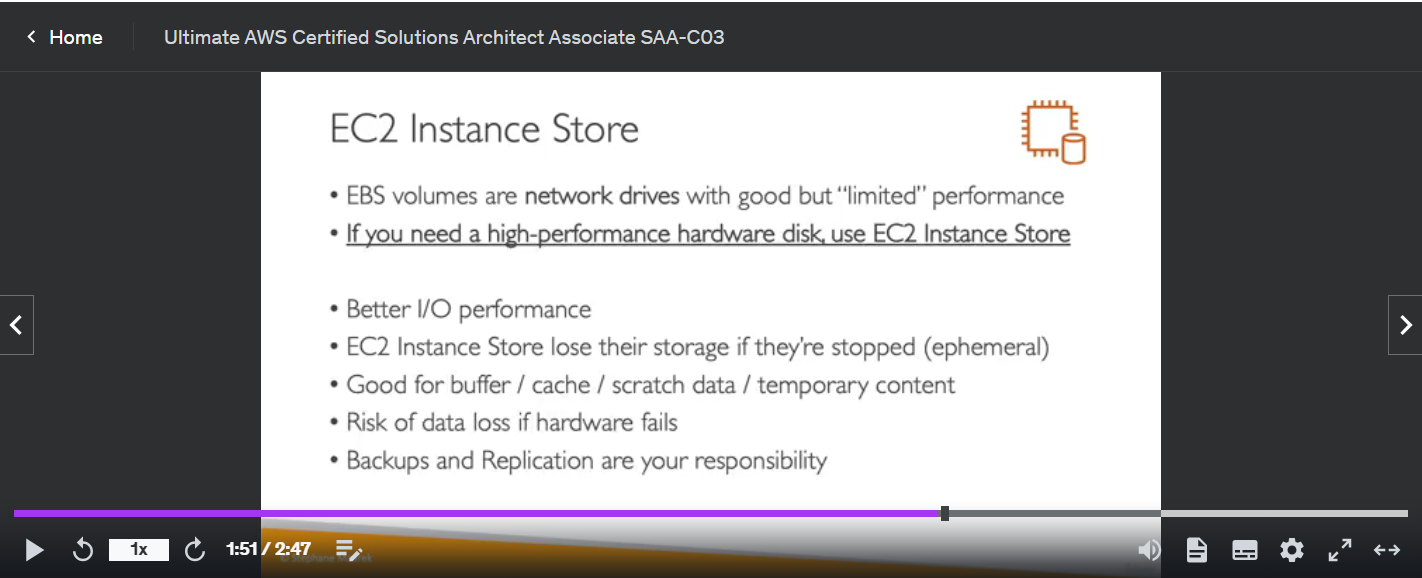 Home
Ultimate AWS Certified Solutions Architect Associate SAA-C03
EC2 Instance Store
• EBS volumes are network drives with good but “limited” performance
• If you need a high-performance hardware disk, use EC2 Instance Store
• Better I/O performance
• EC2 Instance Store lose their storage if they're stopped (ephemeral)
• Good for buffer / cache / scratch data / temporary content
• Risk of data loss if hardware fails
• Backups and Replication are your responsibility
1x
1:51 / 2:47